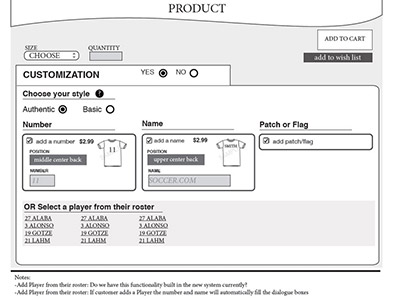 PRODUCT
ADD TO CART
SIZE
QUANTITY
CHOOSE
add to wish list
CUSTOMIZATION
YES
NO
Choose your style !
Authentic
Basic
Number
Name
Patch or Flag
add a number $2.99
11
add a name $2.99
SMITH
add patch/flag
POSITION
middle center back
POSITION
upper center back
NUMBER
11
NAME
SOCCER.COM
OR Select a player from their roster
27 ALABA 27 ALABA 27 ALABA
3 ALONSO 3 ALONSO 3 ALONSO
19 GOTZE 19 GOTZE 19 GOTZE
21 LAHM 21 LAHM 21 LAHM
Notes:
-Add Player from their roster: Do we have this functionality built in the new system currently?
-Add Player from their roster: If customer adds a Player the number and name will automatically fill the dialogue boxes